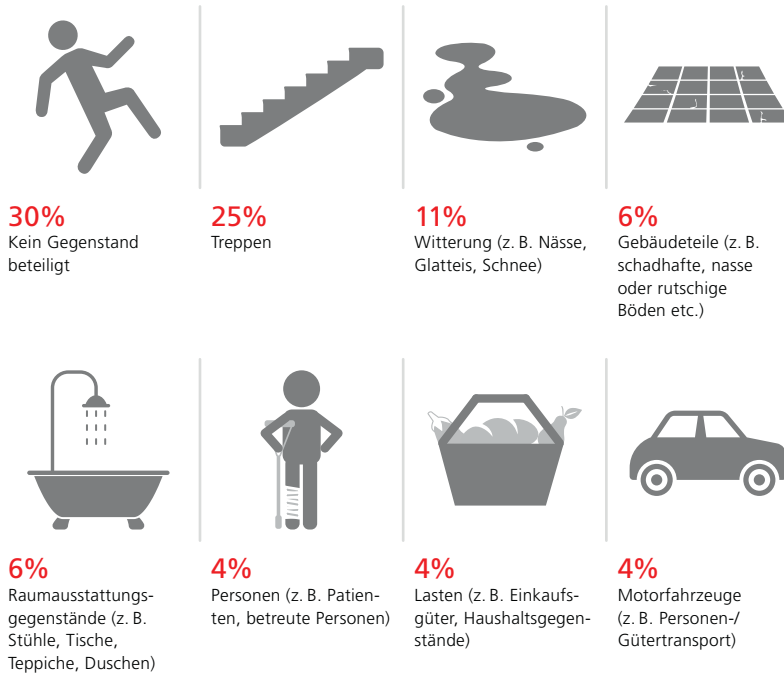 30%
Kein Gegenstand
beteiligt
25%
Treppen
11%
Witterung (z. B. Nässe,
Glatteis, Schnee)
6%
Gebäudeteile (z. B.
schadhafte, nasse
oder rutschige
Böden etc.)
6%
Raumausstattungs-
gegenstände (z. B.
Stühle, Tische,
Teppiche, Duschen)
4%
Personen (z. B. Patien-
ten, betreute Personen)
4%
Lasten (z. B. Einkaufs-
güter, Haushaltsgegen-
stände)
4%
Motorfahrzeuge
(z. B. Personen-/
Gütertransport)